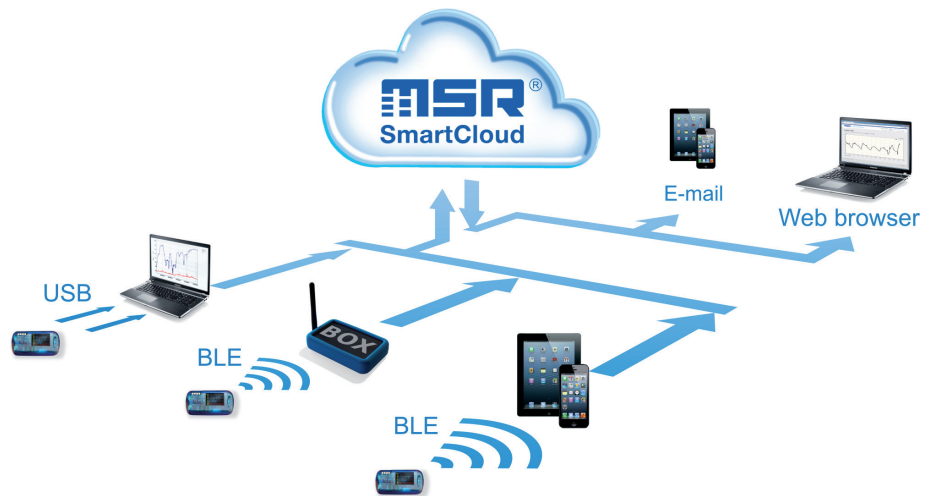 MSR®
SmartCloud
E-mail
Web browser
USB
BOX
BLE
BLE